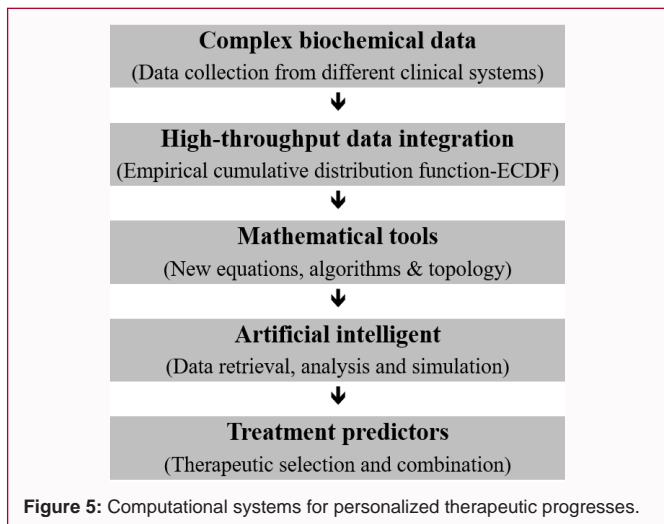 Complex biochemical data
(Data collection from different clinical systems)
High-throughput data integration
(Empirical cumulative distribution function-ECDF)
Mathematical tools
(New equations, algorithms & topology)
Artificial intelligent
(Data retrieval, analysis and simulation)
Treatment predictors
(Therapeutic selection and combination)
Figure 5: Computational systems for personalized therapeutic progresses.